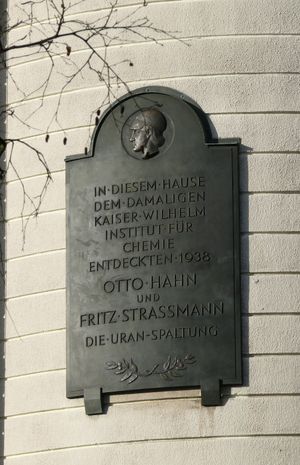 IN·DIESEM·HAUSE
DEM·DAMALIGEN
KAISER·WILHELM
INSTITUT·FÜR
CHEMIE
ENTDECKTEN·1938
OTTO·HAHN
UND
FRITZ·STRASSMANN
DIE·URAN·SPALTUNG